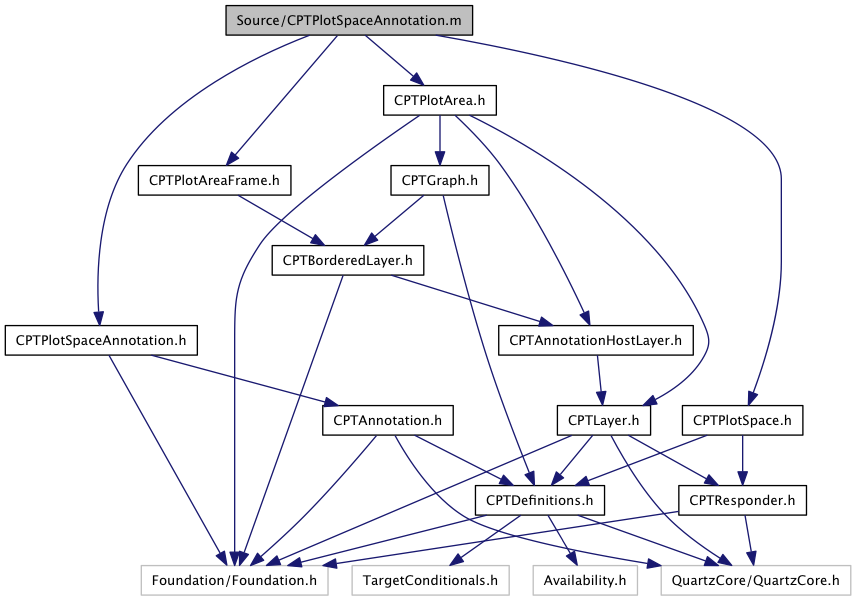 Source/CPTPlotSpaceAnnotation.m
CPTPlotArea.h
CPTPlotAreaFrame.h
CPTGraph.h
CPTBorderedLayer.h
CPTPlotSpaceAnnotation.h
CPTAnnotationHostLayer.h
CPTAnnotation.h
CPTLayer.h
CPTPlotSpace.h
CPTDefinitions.h
CPTResponder.h
Foundation/Foundation.h
TargetConditionals.h
Availability.h
QuartzCore/QuartzCore.h